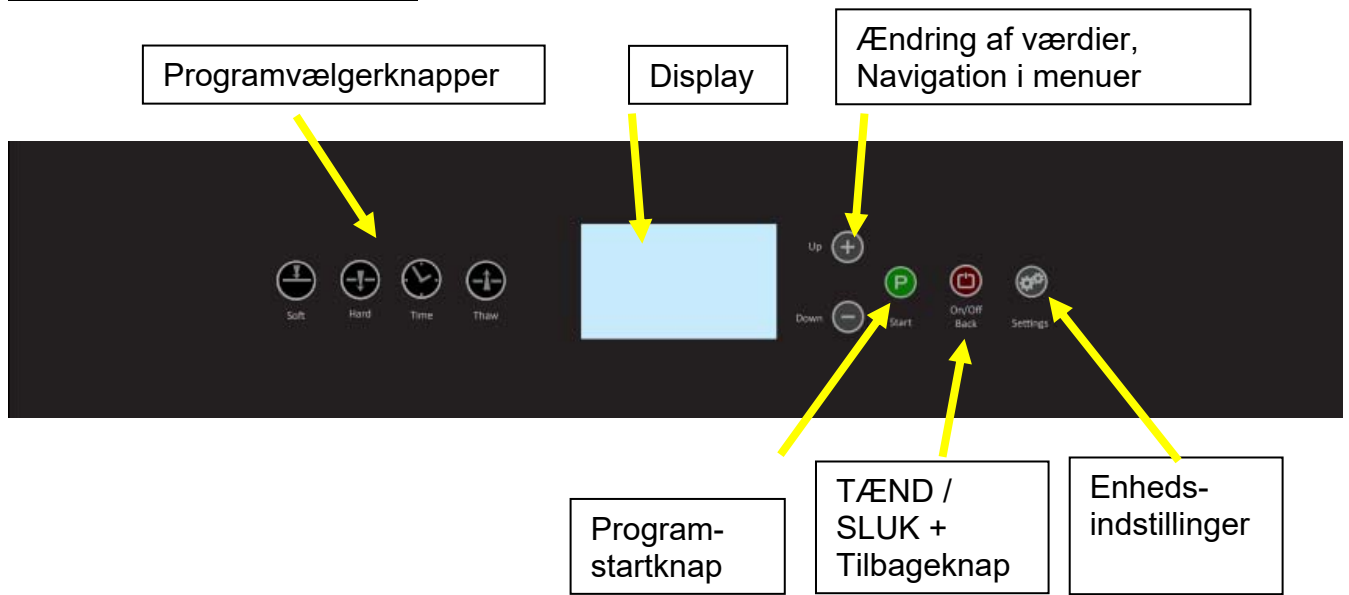 Programvælgerknapper
Display
Ændring af værdier,
Navigation i menuer
Soft
Hard
Time
Thaw
Up
Down
P
Start
On/Off
Back
Settings
Program-
startknap
TÆND /
SLUK +
Tilbageknap
Enheds-
indstillinger